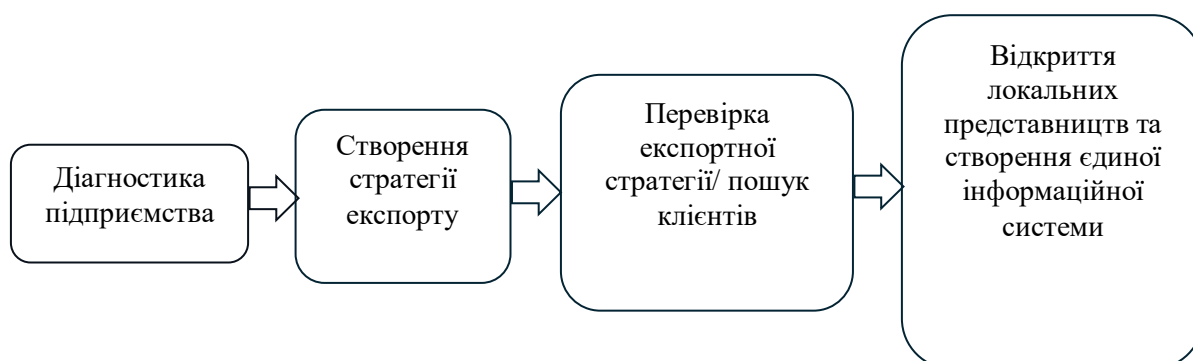 Діагностика
підприємства
Створення
стратегії
експорту
Перевірка
експортної
стратегії/ пошук
клієнтів
Відкриття
локальних
представництв та
створення єдиної
інформаційної
системи